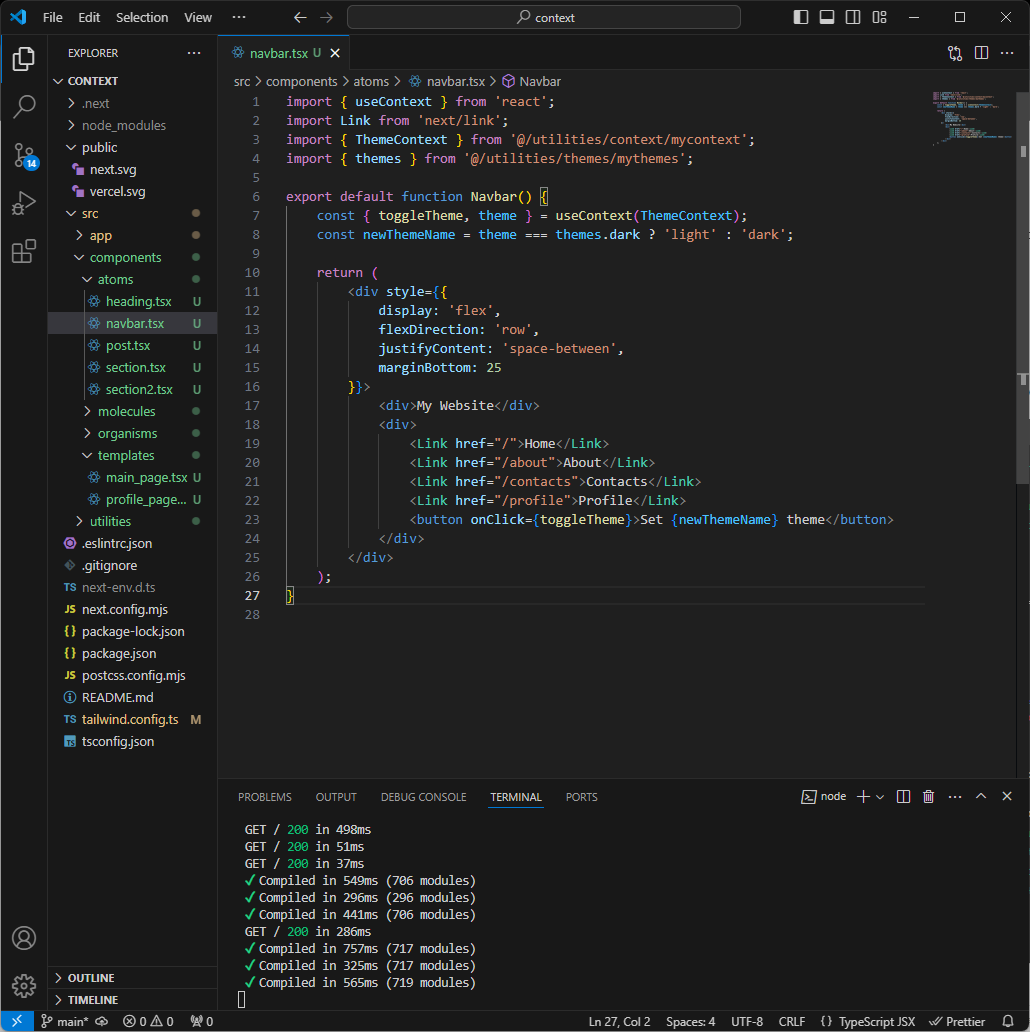 File Edit Selection View ··· context
EXPLORER ···
CONTEXT
.next
node_modules
public
next.svg
vercel.svg
src
app
components
atoms
heading.tsx U
navbar.tsx U
post.tsx U
section.tsx U
section2.tsx U
molecules
organisms
templates
main_page.tsx U
profile_page... U
utilities
.eslintrc.json
.gitignore
TS next-env.d.ts
JS next.config.mjs
{} package-lock.json
{} package.json
JS postcss.config.mjs
README.md
TS tailwind.config.ts M
TS tsconfig.json
OUTLINE
TIMELINE
14
navbar.tsx U
src > components > atoms > navbar.tsx > Navbar
1 import { useContext } from 'react';
2 import Link from 'next/link';
3 import { ThemeContext } from '@/utilities/context/mycontext';
4 import { themes } from '@/utilities/themes/mythemes';
5
6 export default function Navbar() {
7 const { toggleTheme, theme } = useContext(ThemeContext);
8 const newThemeName = theme === themes.dark ? 'light' : 'dark';
9
10 return (
11 <div style={{
12 display: 'flex',
13 flexDirection: 'row',
14 justifyContent: 'space-between',
15 marginBottom: 25
16 }}>
17 <div>My Website</div>
18 <div>
19 <Link href="/">Home</Link>
20 <Link href="/about">About</Link>
21 <Link href="/contacts">Contacts</Link>
22 <Link href="/profile">Profile</Link>
23 <button onClick={toggleTheme}>Set {newThemeName} theme</button>
24 </div>
25 </div>
26 );
27 }
28
PROBLEMS OUTPUT DEBUG CONSOLE TERMINAL PORTS node
GET / 200 in 498ms
GET / 200 in 51ms
GET / 200 in 37ms
✓ Compiled in 549ms (706 modules)
✓ Compiled in 296ms (296 modules)
✓ Compiled in 441ms (706 modules)
GET / 200 in 286ms
✓ Compiled in 757ms (717 modules)
✓ Compiled in 325ms (717 modules)
✓ Compiled in 565ms (719 modules)
main* 0 0 0 Ln 27, Col 2 Spaces: 4 UTF-8 CRLF {} TypeScript JSX Prettier